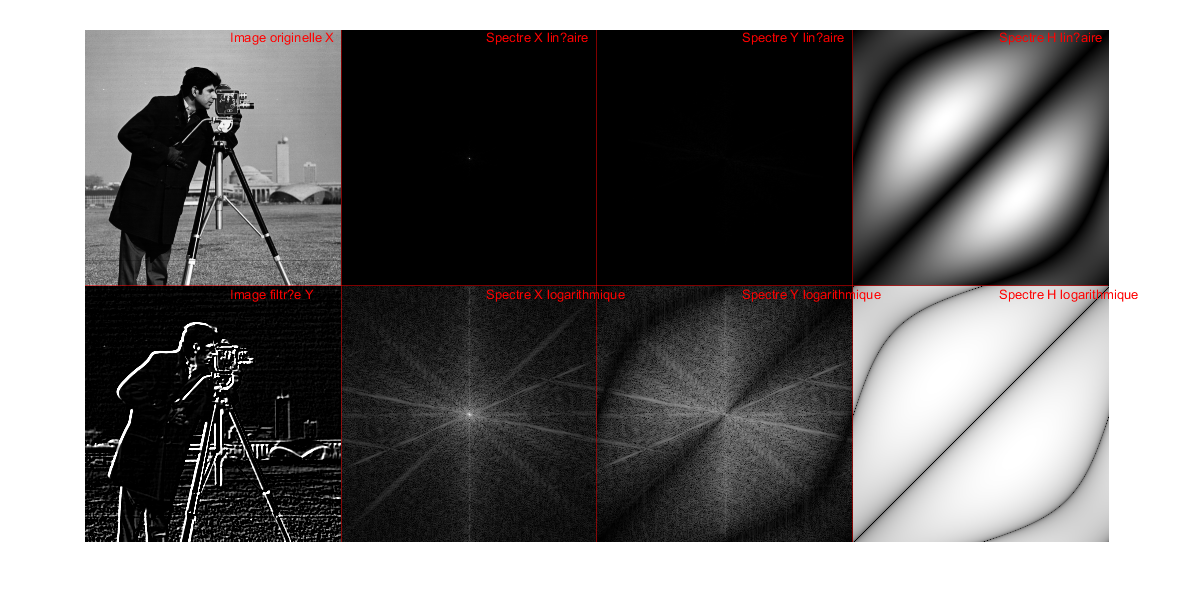 Image originelle X
Spectre X lin?aire
Spectre Y lin?aire
Spectre H lin?aire
Image filtr?e Y
Spectre X logarithmique
Spectre Y logarithmique
Spectre H logarithmique